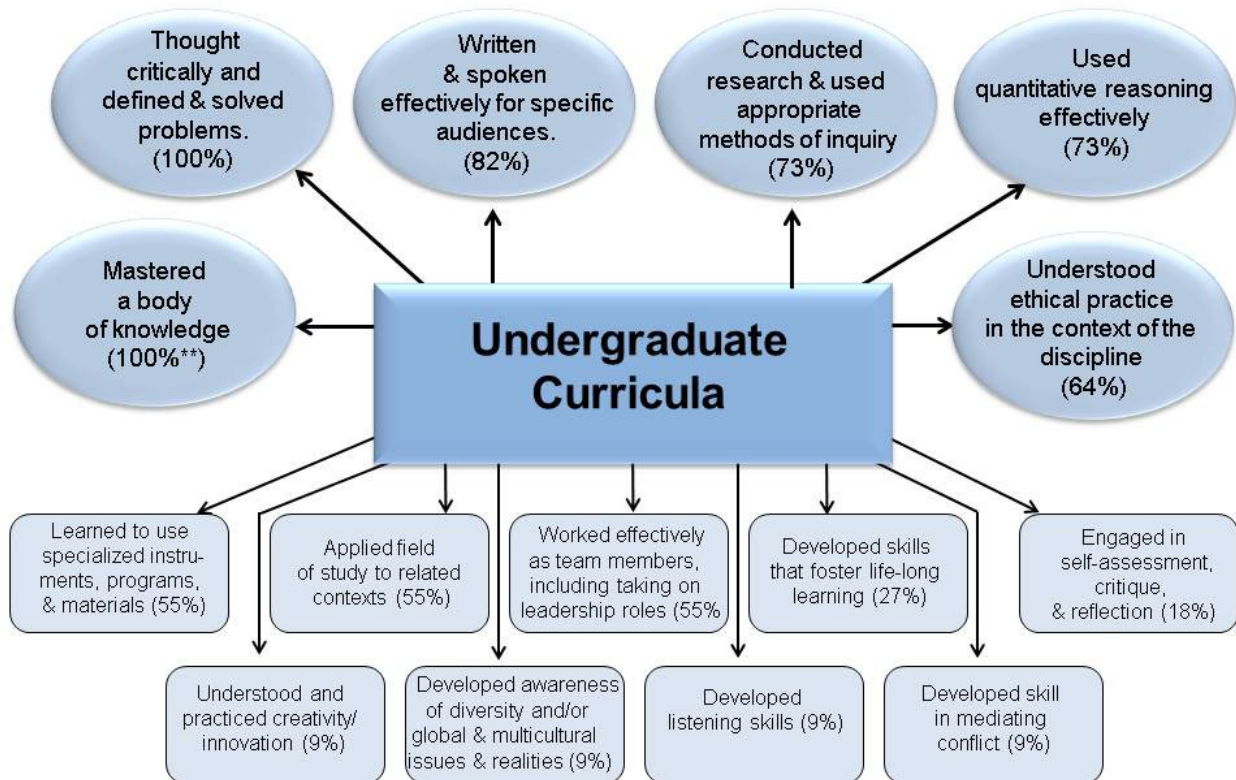 Thought
critically and
defined & solved
problems.
(100%)
Written
& spoken
effectively for specific
audiences.
(82%)
Conducted
research & used
appropriate
methods of inquiry
(73%)
Used
quantitative reasoning
effectively
(73%)
Mastered
a body
of knowledge
(100%**)
Undergraduate
Curricula
Understood
ethical practice
in the context of the
discipline
(64%)
Learned to use
specialized instru-
ments, programs,
& materials (55%)
Applied field
of study to related
contexts (55%)
Worked effectively
as team members,
including taking on
leadership roles (55%
Developed skills
that foster life-long
learning (27%)
Engaged in
self-assessment,
critique,
& reflection (18%)
Understood and
practiced creativity/
innovation (9%)
Developed awareness
of diversity and/or
global & multicultural
issues & realities (9%)
Developed
listening skills (9%)
Developed skill
in mediating
conflict (9%)